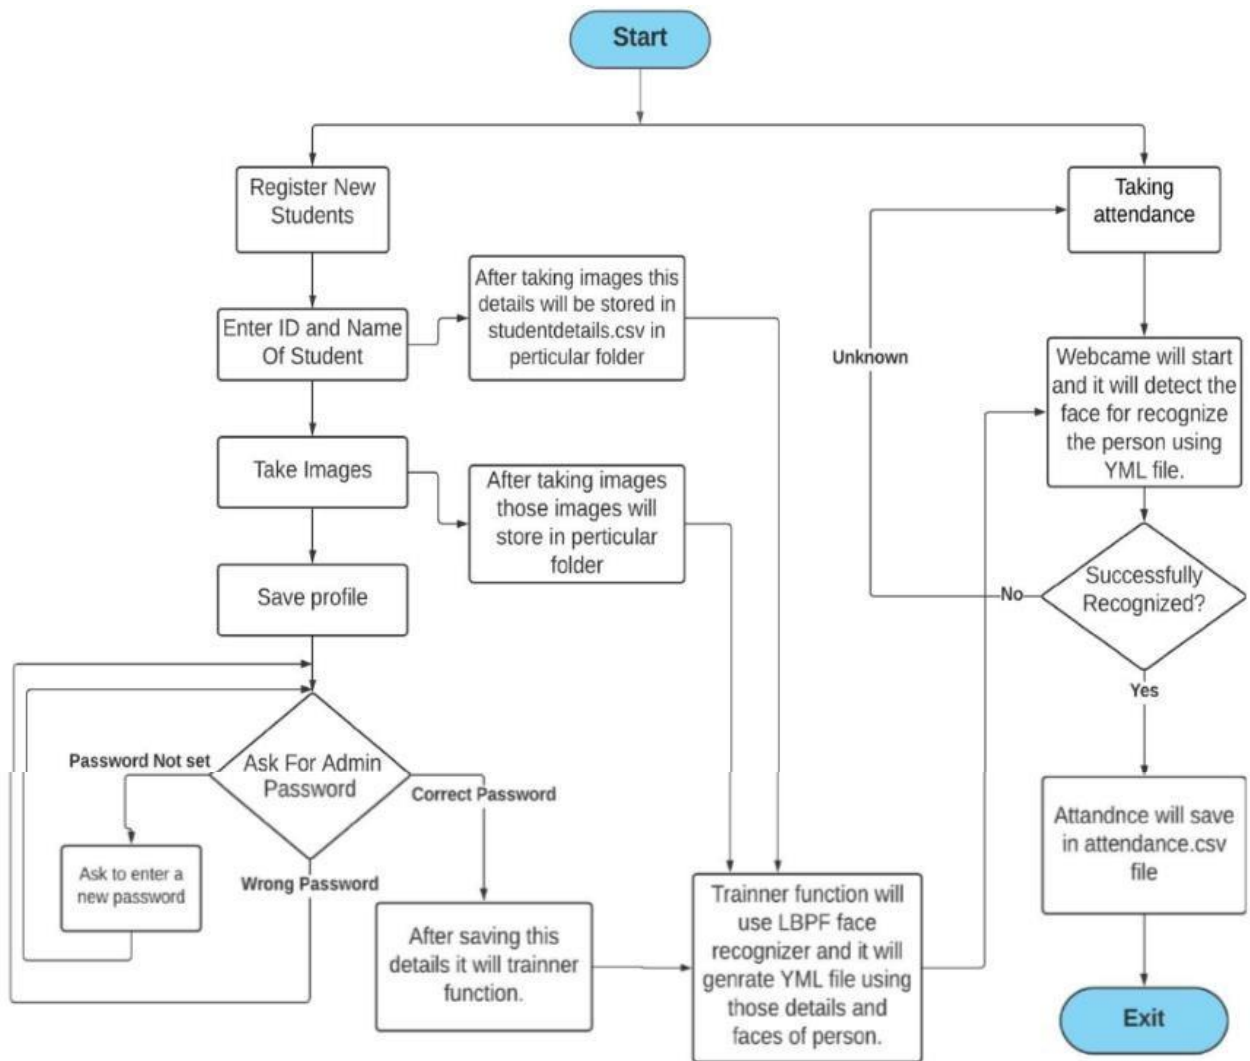 Start
Register New
Students
Taking
attendance
After taking images this
details will be stored in
studentdetails.csv in
perticular folder
Enter ID and Name
Of Student
Unknown
Webcame will start
and it will detect the
face for recognize
the person using
YML file.
Take Images
After taking images
those images will
store in perticular
folder
Save profile
Successfully
Recognized?
No
Yes
Password Not set
Ask For Admin
Password
Correct Password
Ask to enter a
new password
Wrong Password
After saving this
details it will trainner
function.
Trainner function will
use LBPF face
recognizer and it will
genrate YML file using
those details and
faces of person.
Attandnce will save
in attendance.csv
file
Exit